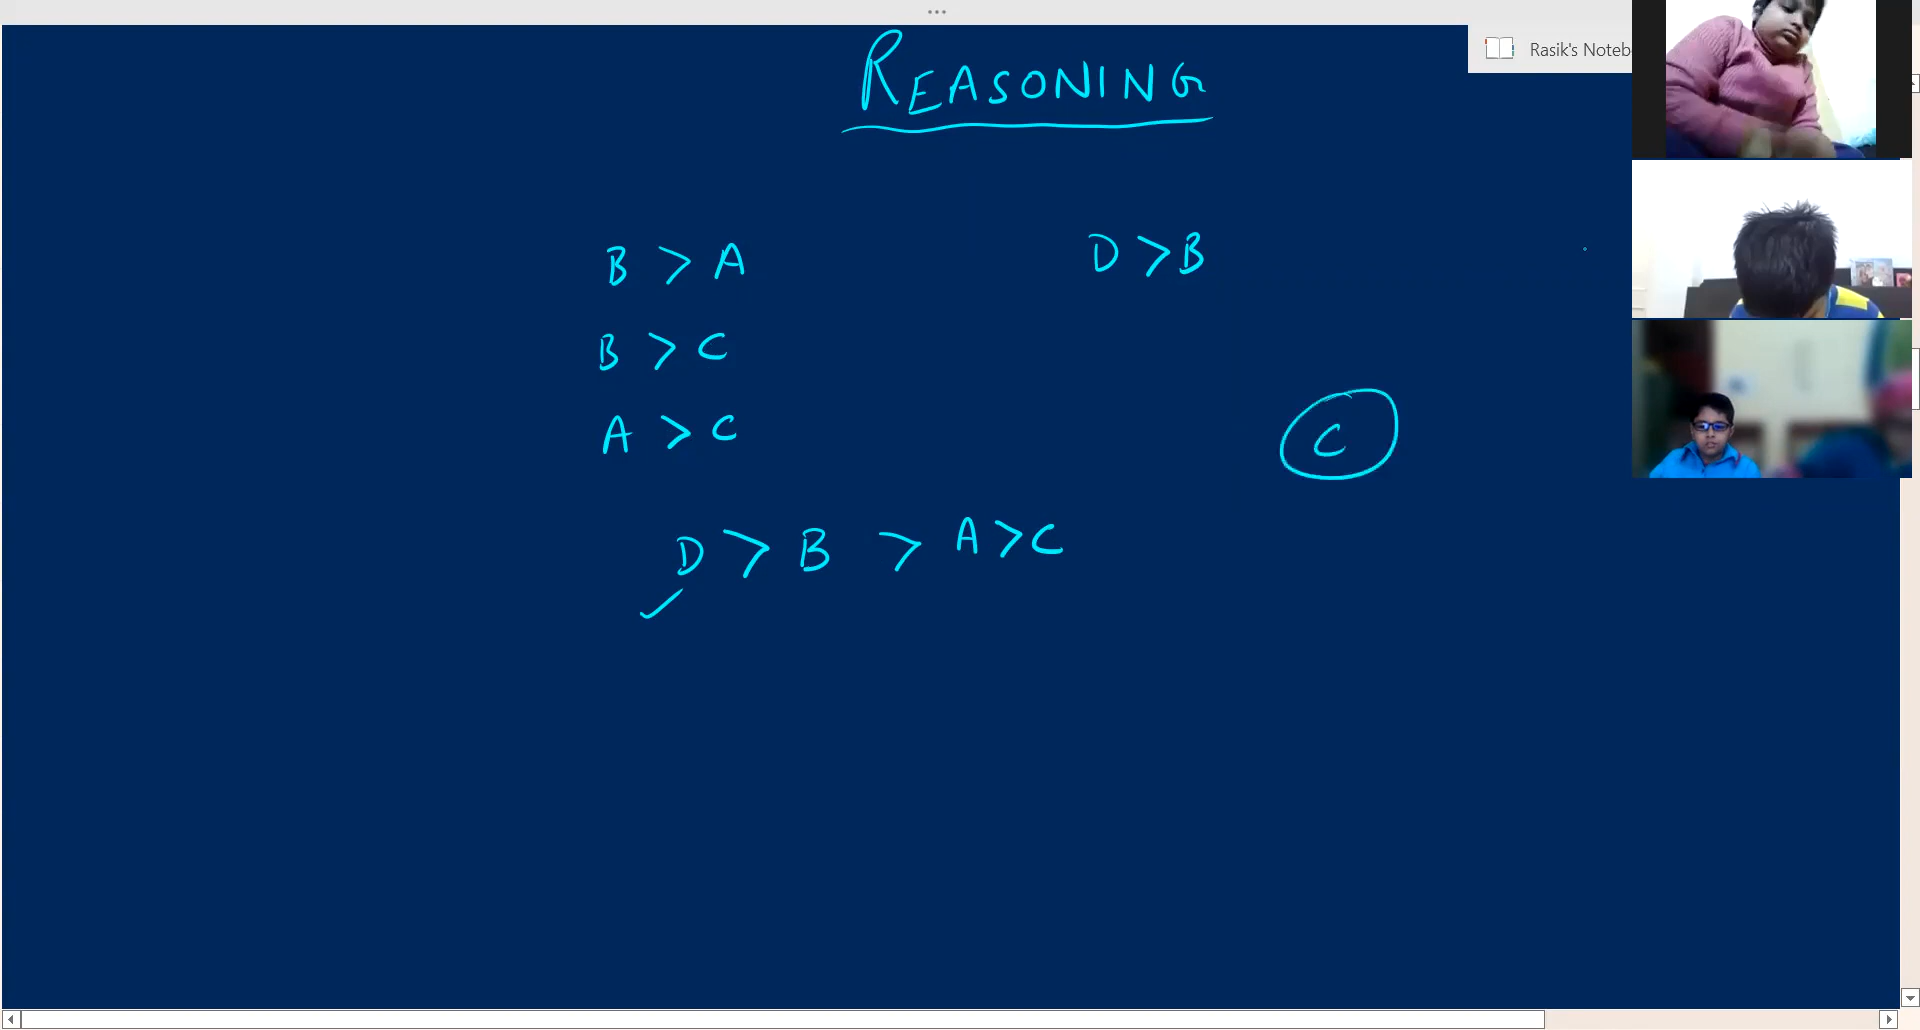 REASONING
Rasik's Noteb
B > A
D > B
B > C
A > C
C
D > B > A > C